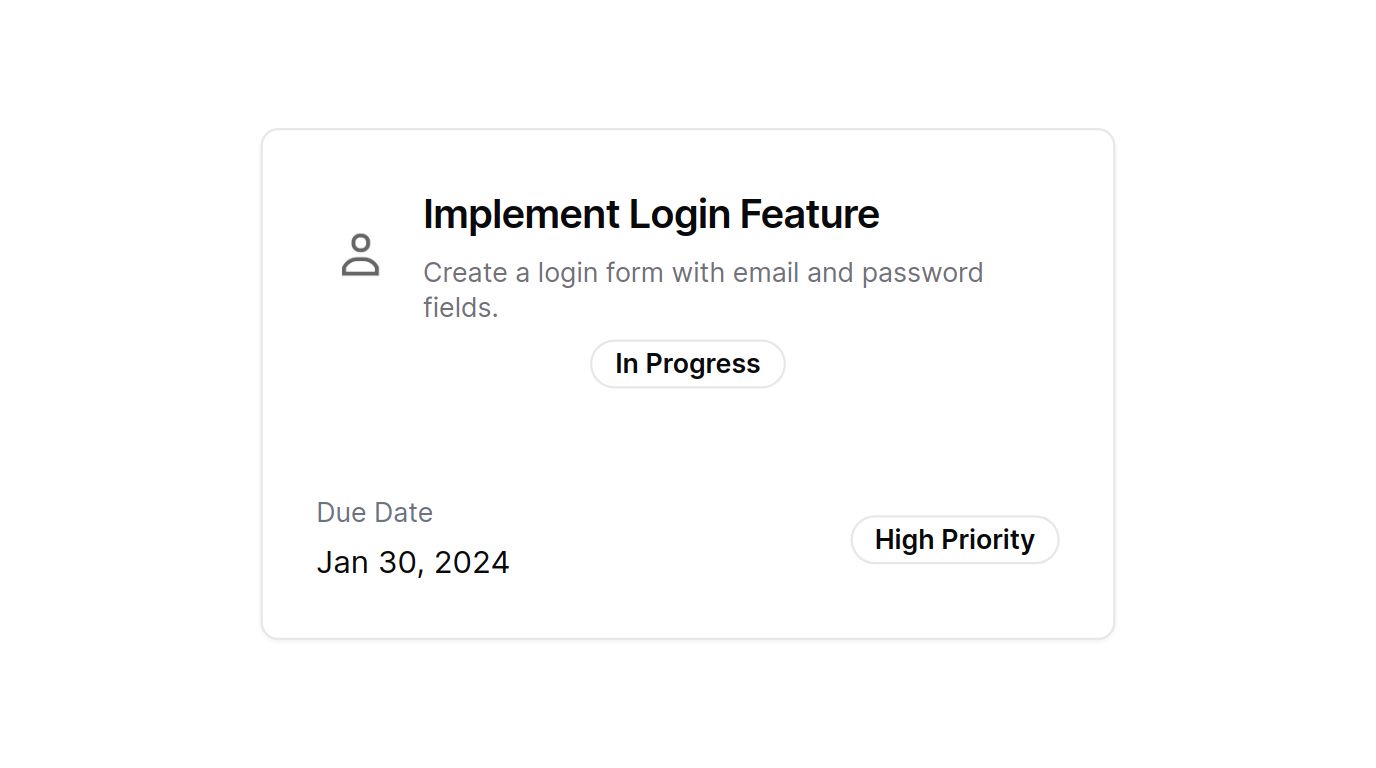 Implement Login Feature
Create a login form with email and password
fields.
In Progress
Due Date
Jan 30, 2024
High Priority